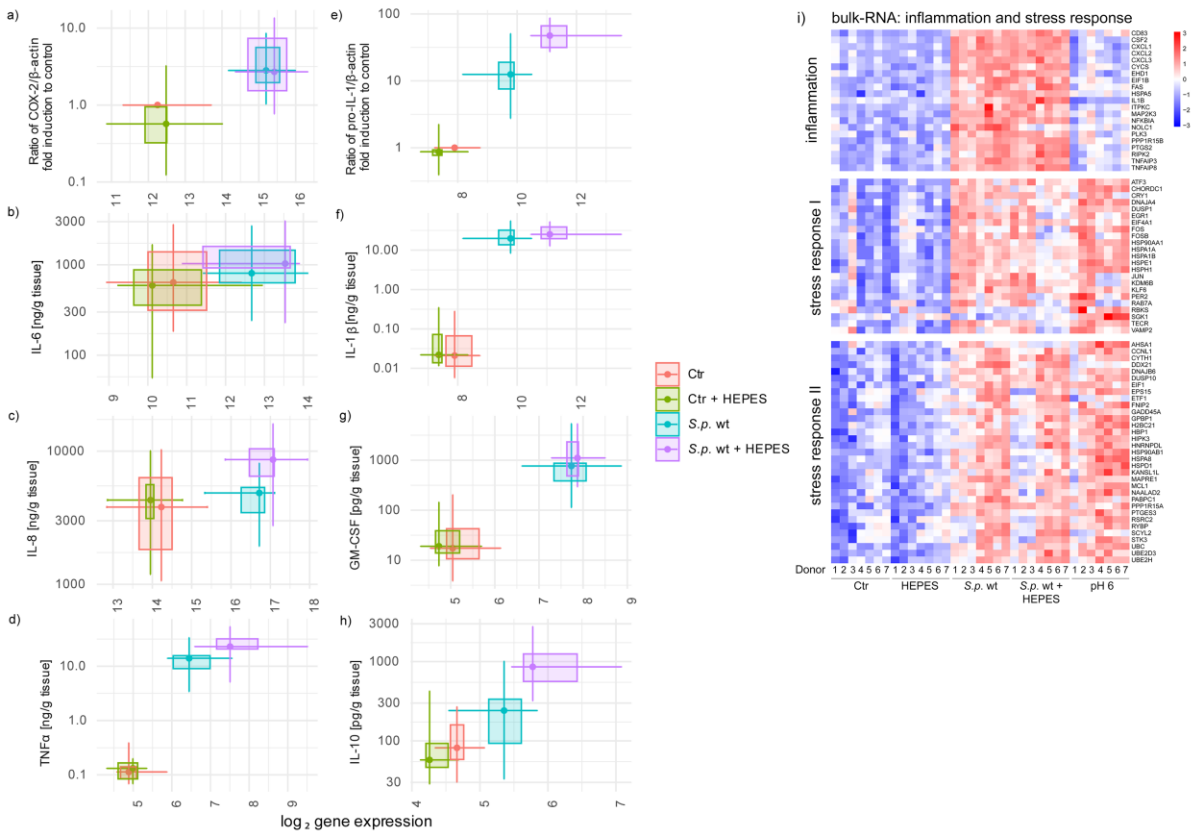 a)
Ratio of COX-2/β-actin
fold induction to control
10.0
1.0
0.1
11 12 13 14 15 16
b)
IL-6 [ng/g tissue]
3000
1000
300
100
9 10 11 12 13 14
c)
IL-8 [ng/g tissue]
10000
3000
1000
13 14 15 16 17 18
d)
TNFα [ng/g tissue]
10.0
1.0
0.1
5 6 7 8 9
e)
Ratio of pro-IL-1/β-actin
fold induction to control
100
10
1
8 10 12
f)
IL-1 β [ng/g tissue]
10.00
0.10
0.01
8 10 12
g)
GM-CSF [pg/g tissue]
1000
100
10
5 6 7 8 9
h)
IL-10 [pg/g tissue]
3000
1000
300
100
30
4 5 6 7
log ₂ gene expression
Ctr
Ctr + HEPES
S.p. wt
S.p. wt + HEPES
i) bulk-RNA: inflammation and stress response
3
2
1
0
−1
−2
−3
inflammation
CD83
CSF2
CXCL1
CXCL2
CXCL3
CYCS
EHD1
EIF1B
FAS
HSPA5
IL1B
ITPKC
MAP2K3
NFKBIA
NOLC1
PLK3
PPP1R15B
PTGS2
RIPK2
TNFAIP3
TNFAIP8
stress response I
ATF3
CHORDC1
CRY1
DNAJA4
DUSP1
EGR1
EIF4A1
FOS
FOSB
HSP90AA1
HSPA1A
HSPA1B
HSPE1
HSPH1
JUN
KDM6B
KLF6
PER2
RAB7A
RBKS
SGK1
TECR
VAMP2
stress response II
AHSA1
CCNL1
CYTH1
DDX21
DNAJB6
DUSP10
EIF1
EPS15
ETF1
FNIP2
GADD45A
GPBP1
H2BC21
HBP1
HIPK3
HNRNPDL
HSP90AB1
HSPA8
HSPD1
KANSL1L
MAPRE1
MCL1
NAALAD2
PABPC1
PPP1R15A
PTGES3
RSRC2
RYBP
SCYL2
STK3
UBC
UBE2D3
UBE2H
Donor 1 2 3 4 5 6 7 1 2 3 4 5 6 7 1 2 3 4 5 6 7 1 2 3 4 5 6 7 1 2 3 4 5 6 7
Ctr HEPES S.p. wt S.p. wt + HEPES pH 6